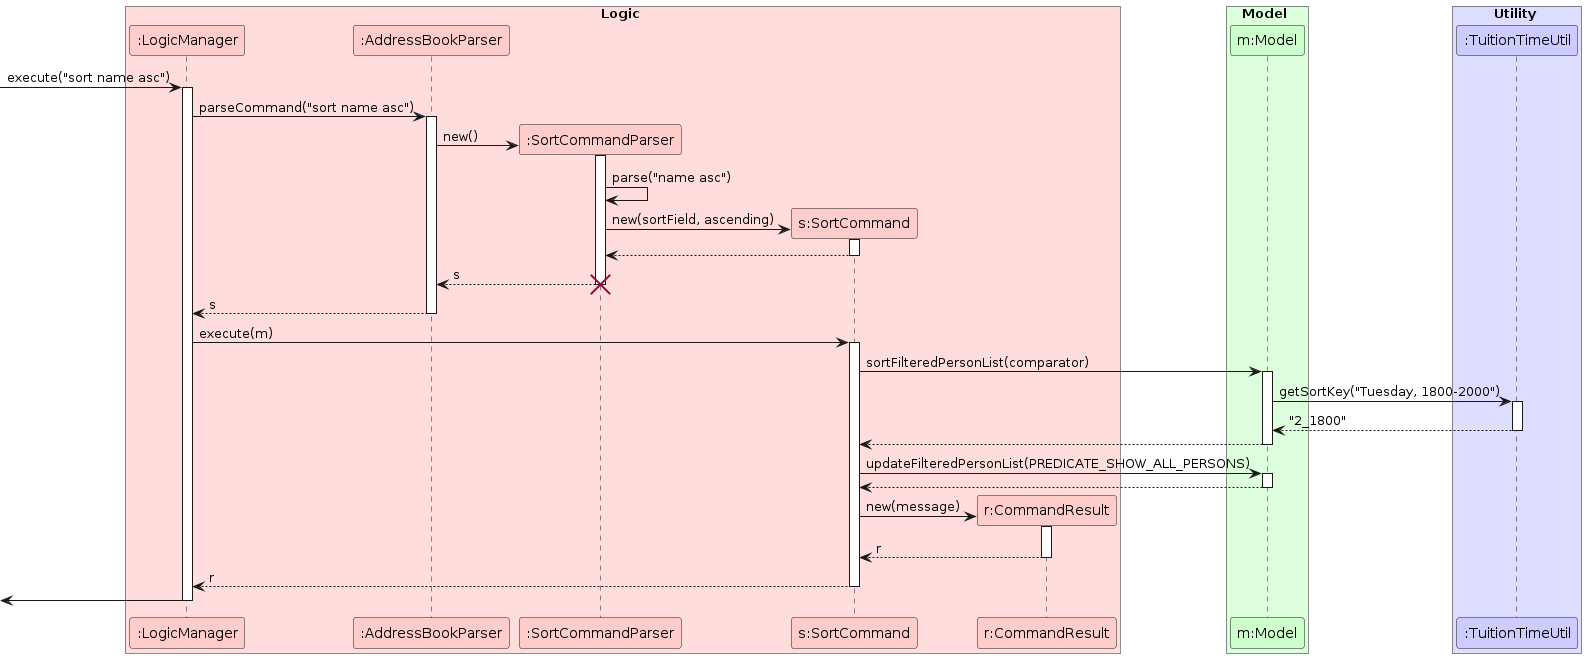 Logic
Model
Utility
:LogicManager
:AddressBookParser
m:Model
:TuitionTimeUtil
execute("sort name asc")
parseCommand("sort name asc")
new()
:SortCommandParser
parse("name asc")
new(sortField, ascending)
s:SortCommand
s
s
execute(m)
sortFilteredPersonList(comparator)
getSortKey("Tuesday, 1800-2000")
"2_1800"
updateFilteredPersonList(PREDICATE_SHOW_ALL_PERSONS)
new(message)
r:CommandResult
r
r
:LogicManager
:AddressBookParser
:SortCommandParser
s:SortCommand
r:CommandResult
m:Model
:TuitionTimeUtil